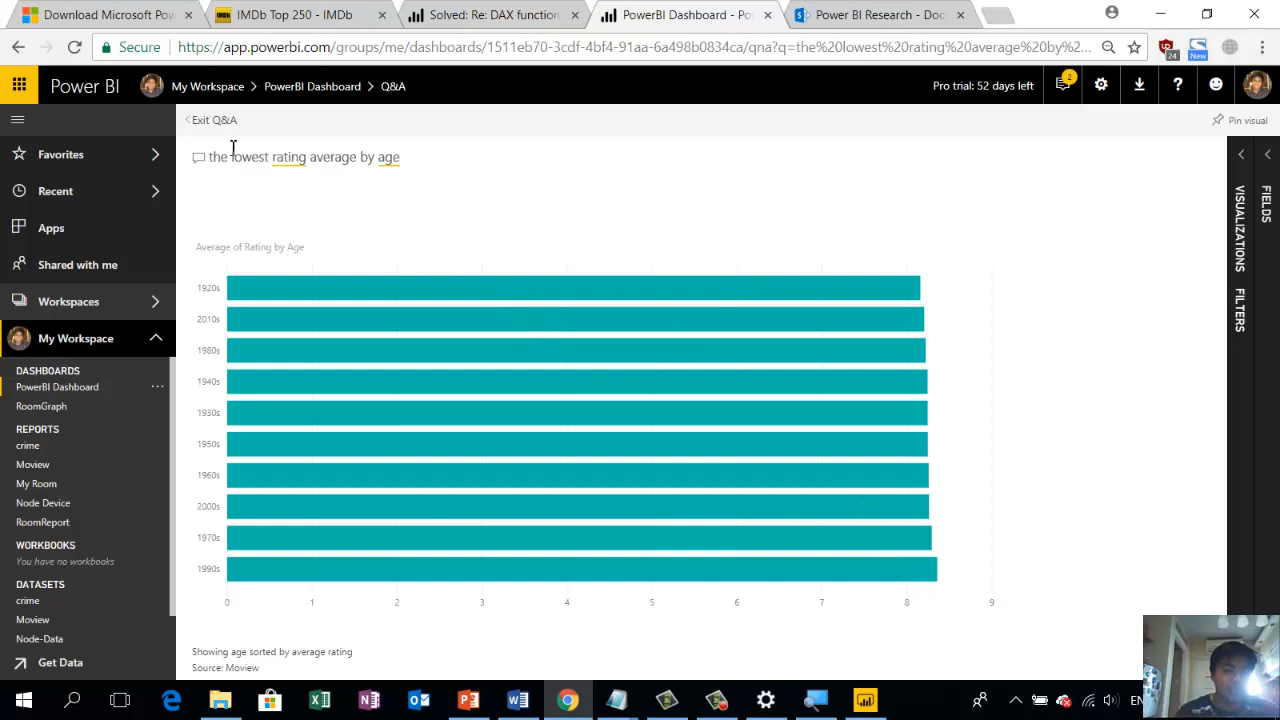 Download Microsoft Power
IMDb Top 250 - IMDb
Solved: Re: DAX function
PowerBI Dashboard - Pow
Power BI Research - Doc
Secure
https://app.powerbi.com/groups/me/dashboards/1511eb70-3cdf-4bf4-91aa-6a498b0834ca/qna?q=the%20lowest%20rating%20average%20by%2...
24
New
Power BI
My Workspace > PowerBI Dashboard > Q&A
Pro trial: 52 days left
2
Exit Q&A
Pin visual
the lowest rating average by age
Favorites
Recent
Apps
Shared with me
Workspaces
My Workspace
DASHBOARDS
PowerBI Dashboard
RoomGraph
REPORTS
crime
Moview
My Room
Node Device
RoomReport
WORKBOOKS
You have no workbooks
DATASETS
crime
Moview
Node-Data
Get Data
Average of Rating by Age
1920s
2010s
1980s
1940s
1930s
1950s
1960s
2000s
1970s
1990s
0 1 2 3 4 5 6 7 8 9
Showing age sorted by average rating
Source: Moview
VISUALIZATIONS
FILTERS
FIELDS